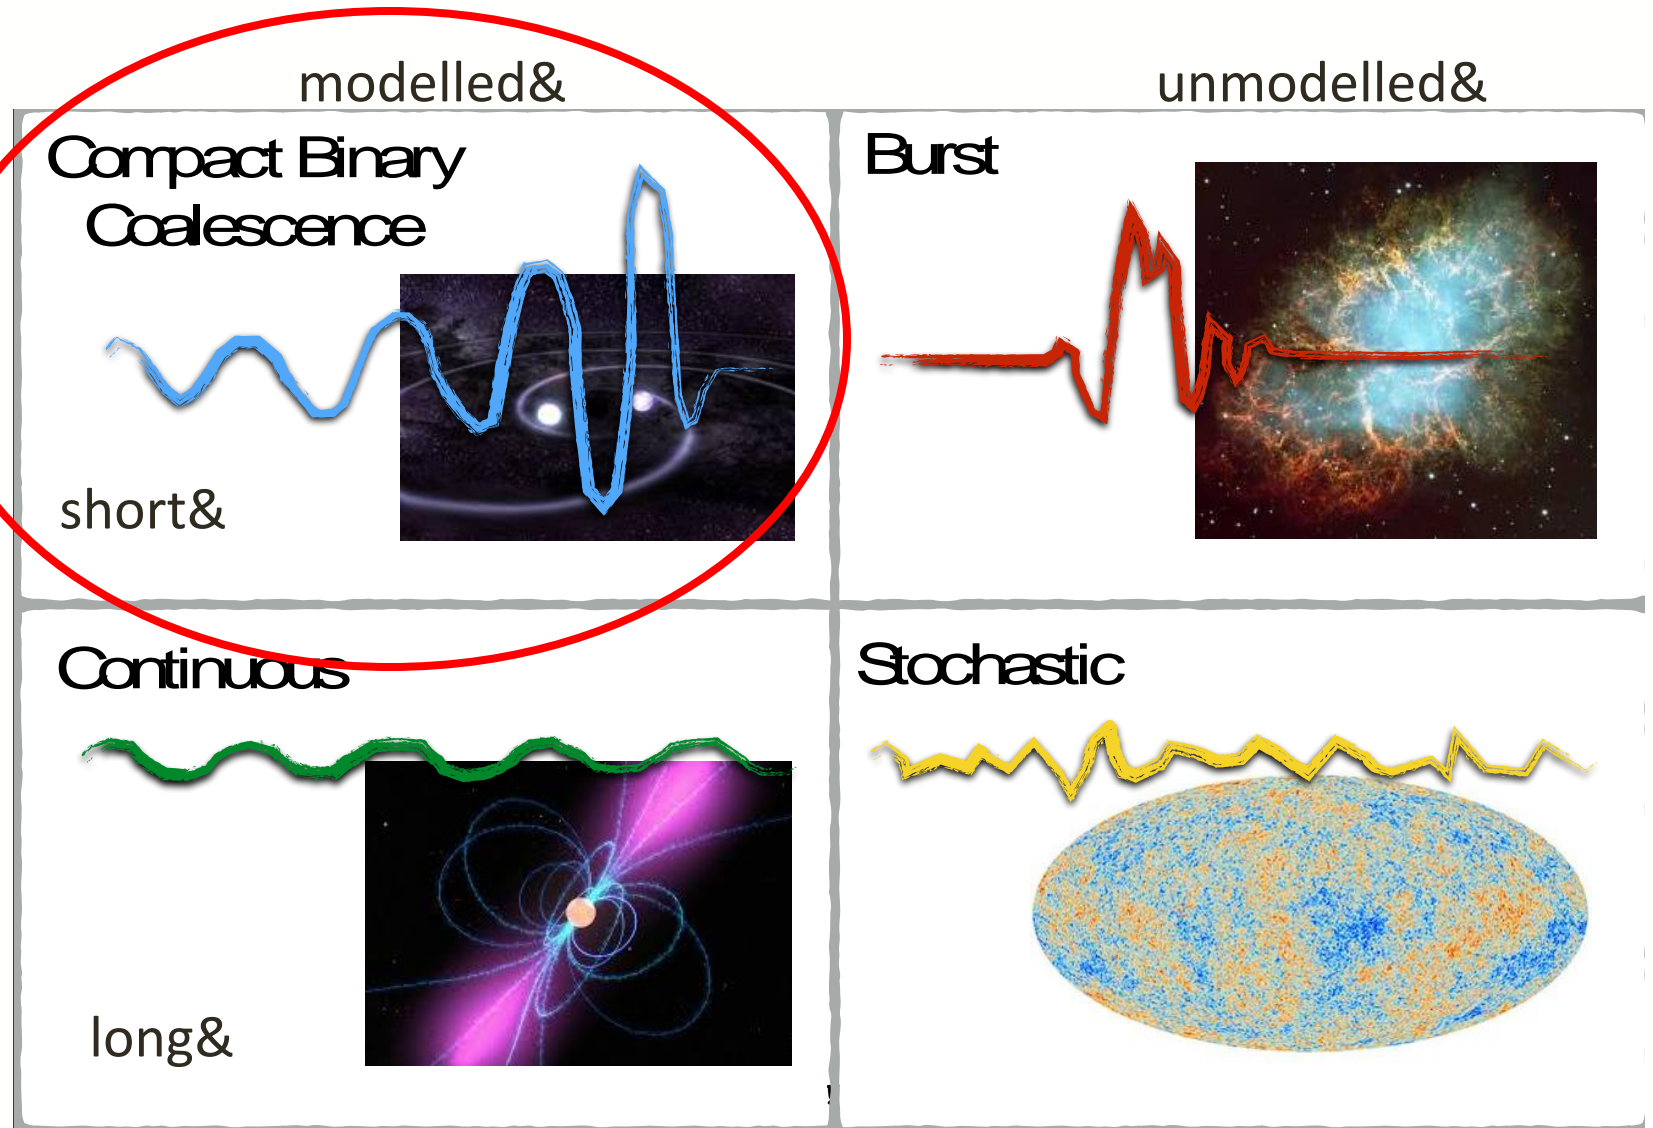 modelled&
unmodelled&
Compact Binary
Coalescence
Burst
short&
Continuous
Stochastic
long&
!